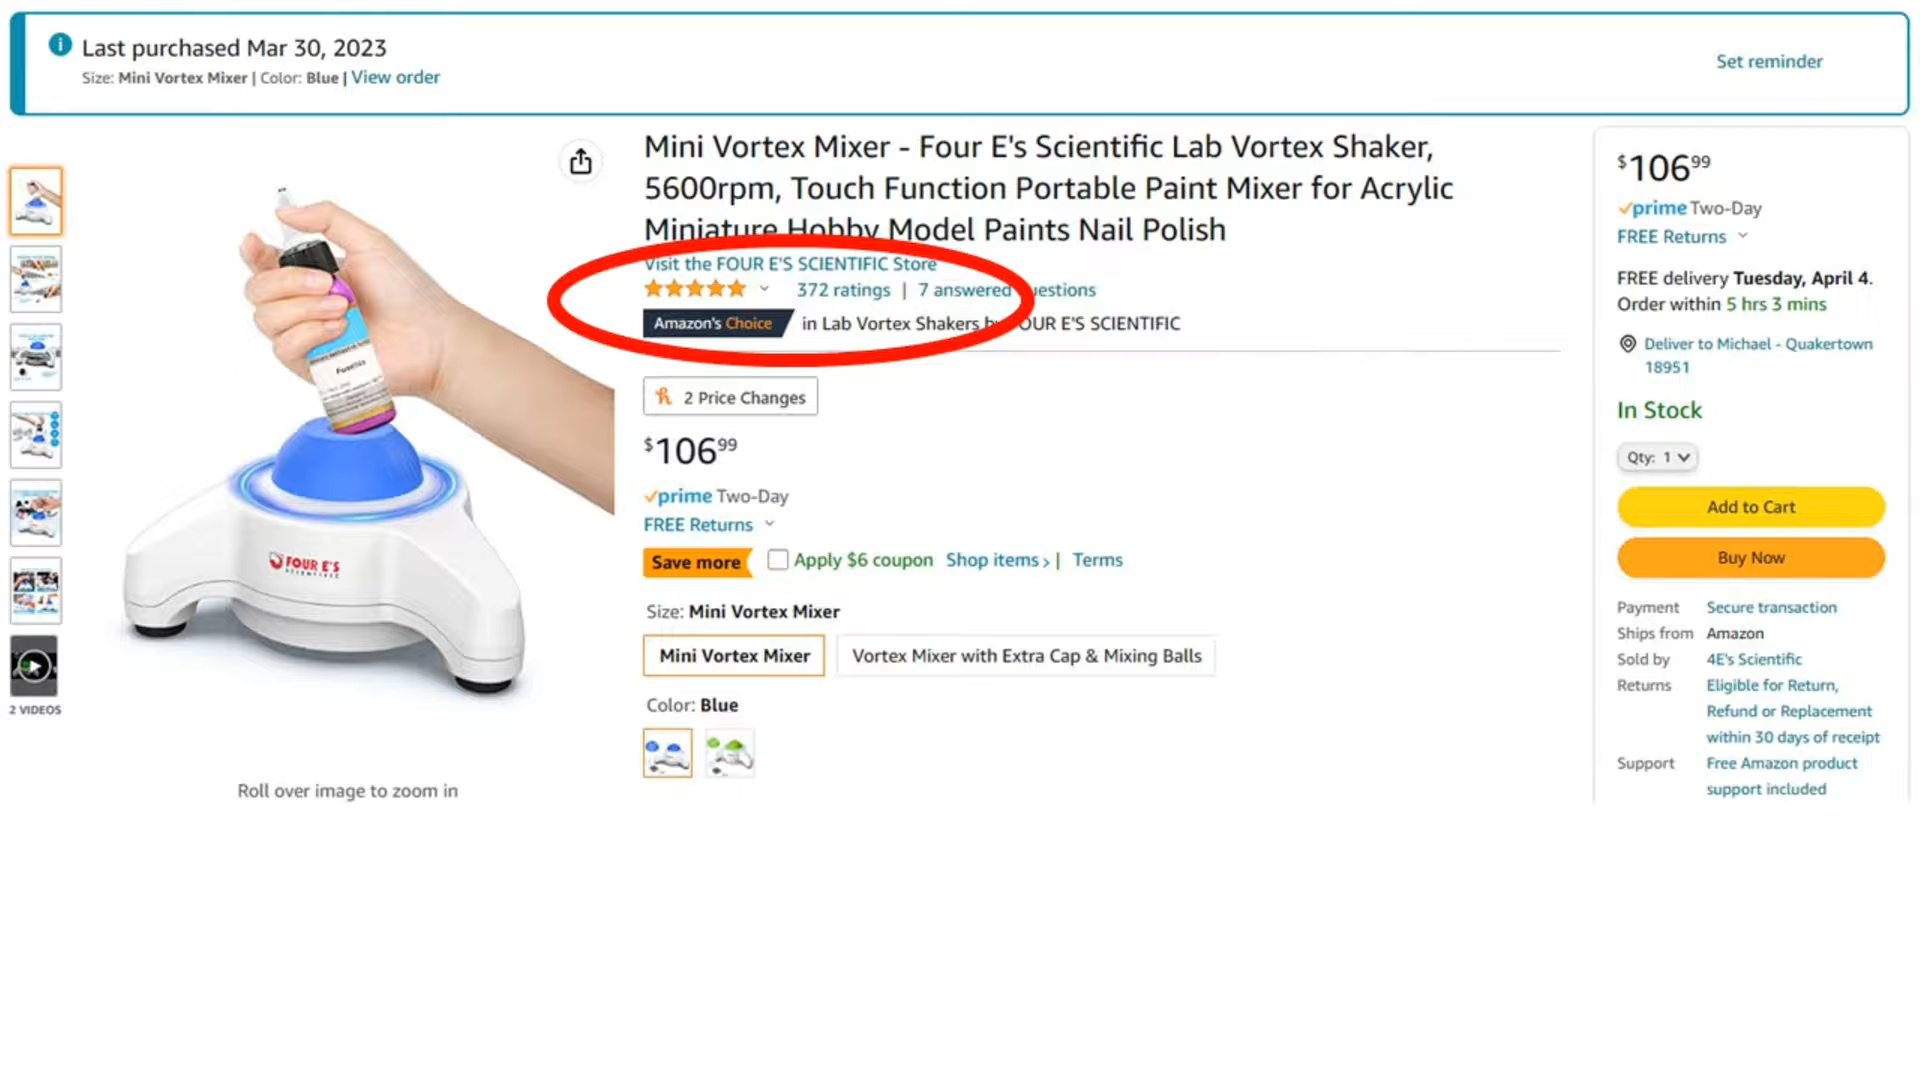 Last purchased Mar 30, 2023
Size: Mini Vortex Mixer | Color: Blue | View order
Set reminder
Mini Vortex Mixer - Four E's Scientific Lab Vortex Shaker,
5600rpm, Touch Function Portable Paint Mixer for Acrylic
Miniature Hobby Model Paints Nail Polish
Visit the FOUR E'S SCIENTIFIC Store
372 ratings | 7 answered questions
Amazon's Choice in Lab Vortex Shakers by FOUR E'S SCIENTIFIC
2 Price Changes
$106.99
prime Two-Day
FREE Returns
Save more Apply $6 coupon Shop items › | Terms
Size: Mini Vortex Mixer
Mini Vortex Mixer
Vortex Mixer with Extra Cap & Mixing Balls
Color: Blue
FOUR E'S
SCIENTIFIC
2 VIDEOS
Roll over image to zoom in
$106.99
prime Two-Day
FREE Returns
FREE delivery Tuesday, April 4.
Order within 5 hrs 3 mins
Deliver to Michael - Quakertown
18951
In Stock
Qty: 1
Add to Cart
Buy Now
Payment Secure transaction
Ships from Amazon
Sold by 4E's Scientific
Returns Eligible for Return,
Refund or Replacement
within 30 days of receipt
Support Free Amazon product
support included